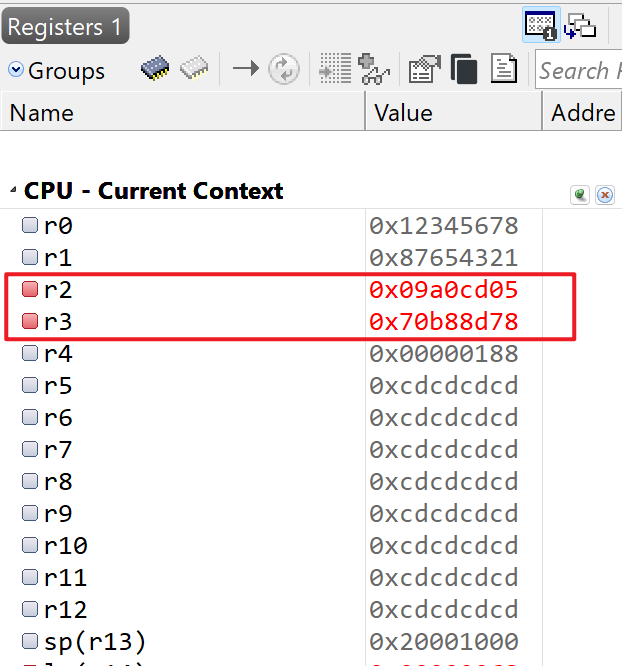 Registers 1
Groups
Search
Name Value Addre
CPU - Current Context
r0 0x12345678
r1 0x87654321
r2 0x09a0cd05
r3 0x70b88d78
r4 0x00000188
r5 0xcdcdcdcd
r6 0xcdcdcdcd
r7 0xcdcdcdcd
r8 0xcdcdcdcd
r9 0xcdcdcdcd
r10 0xcdcdcdcd
r11 0xcdcdcdcd
r12 0xcdcdcdcd
sp(r13) 0x20001000